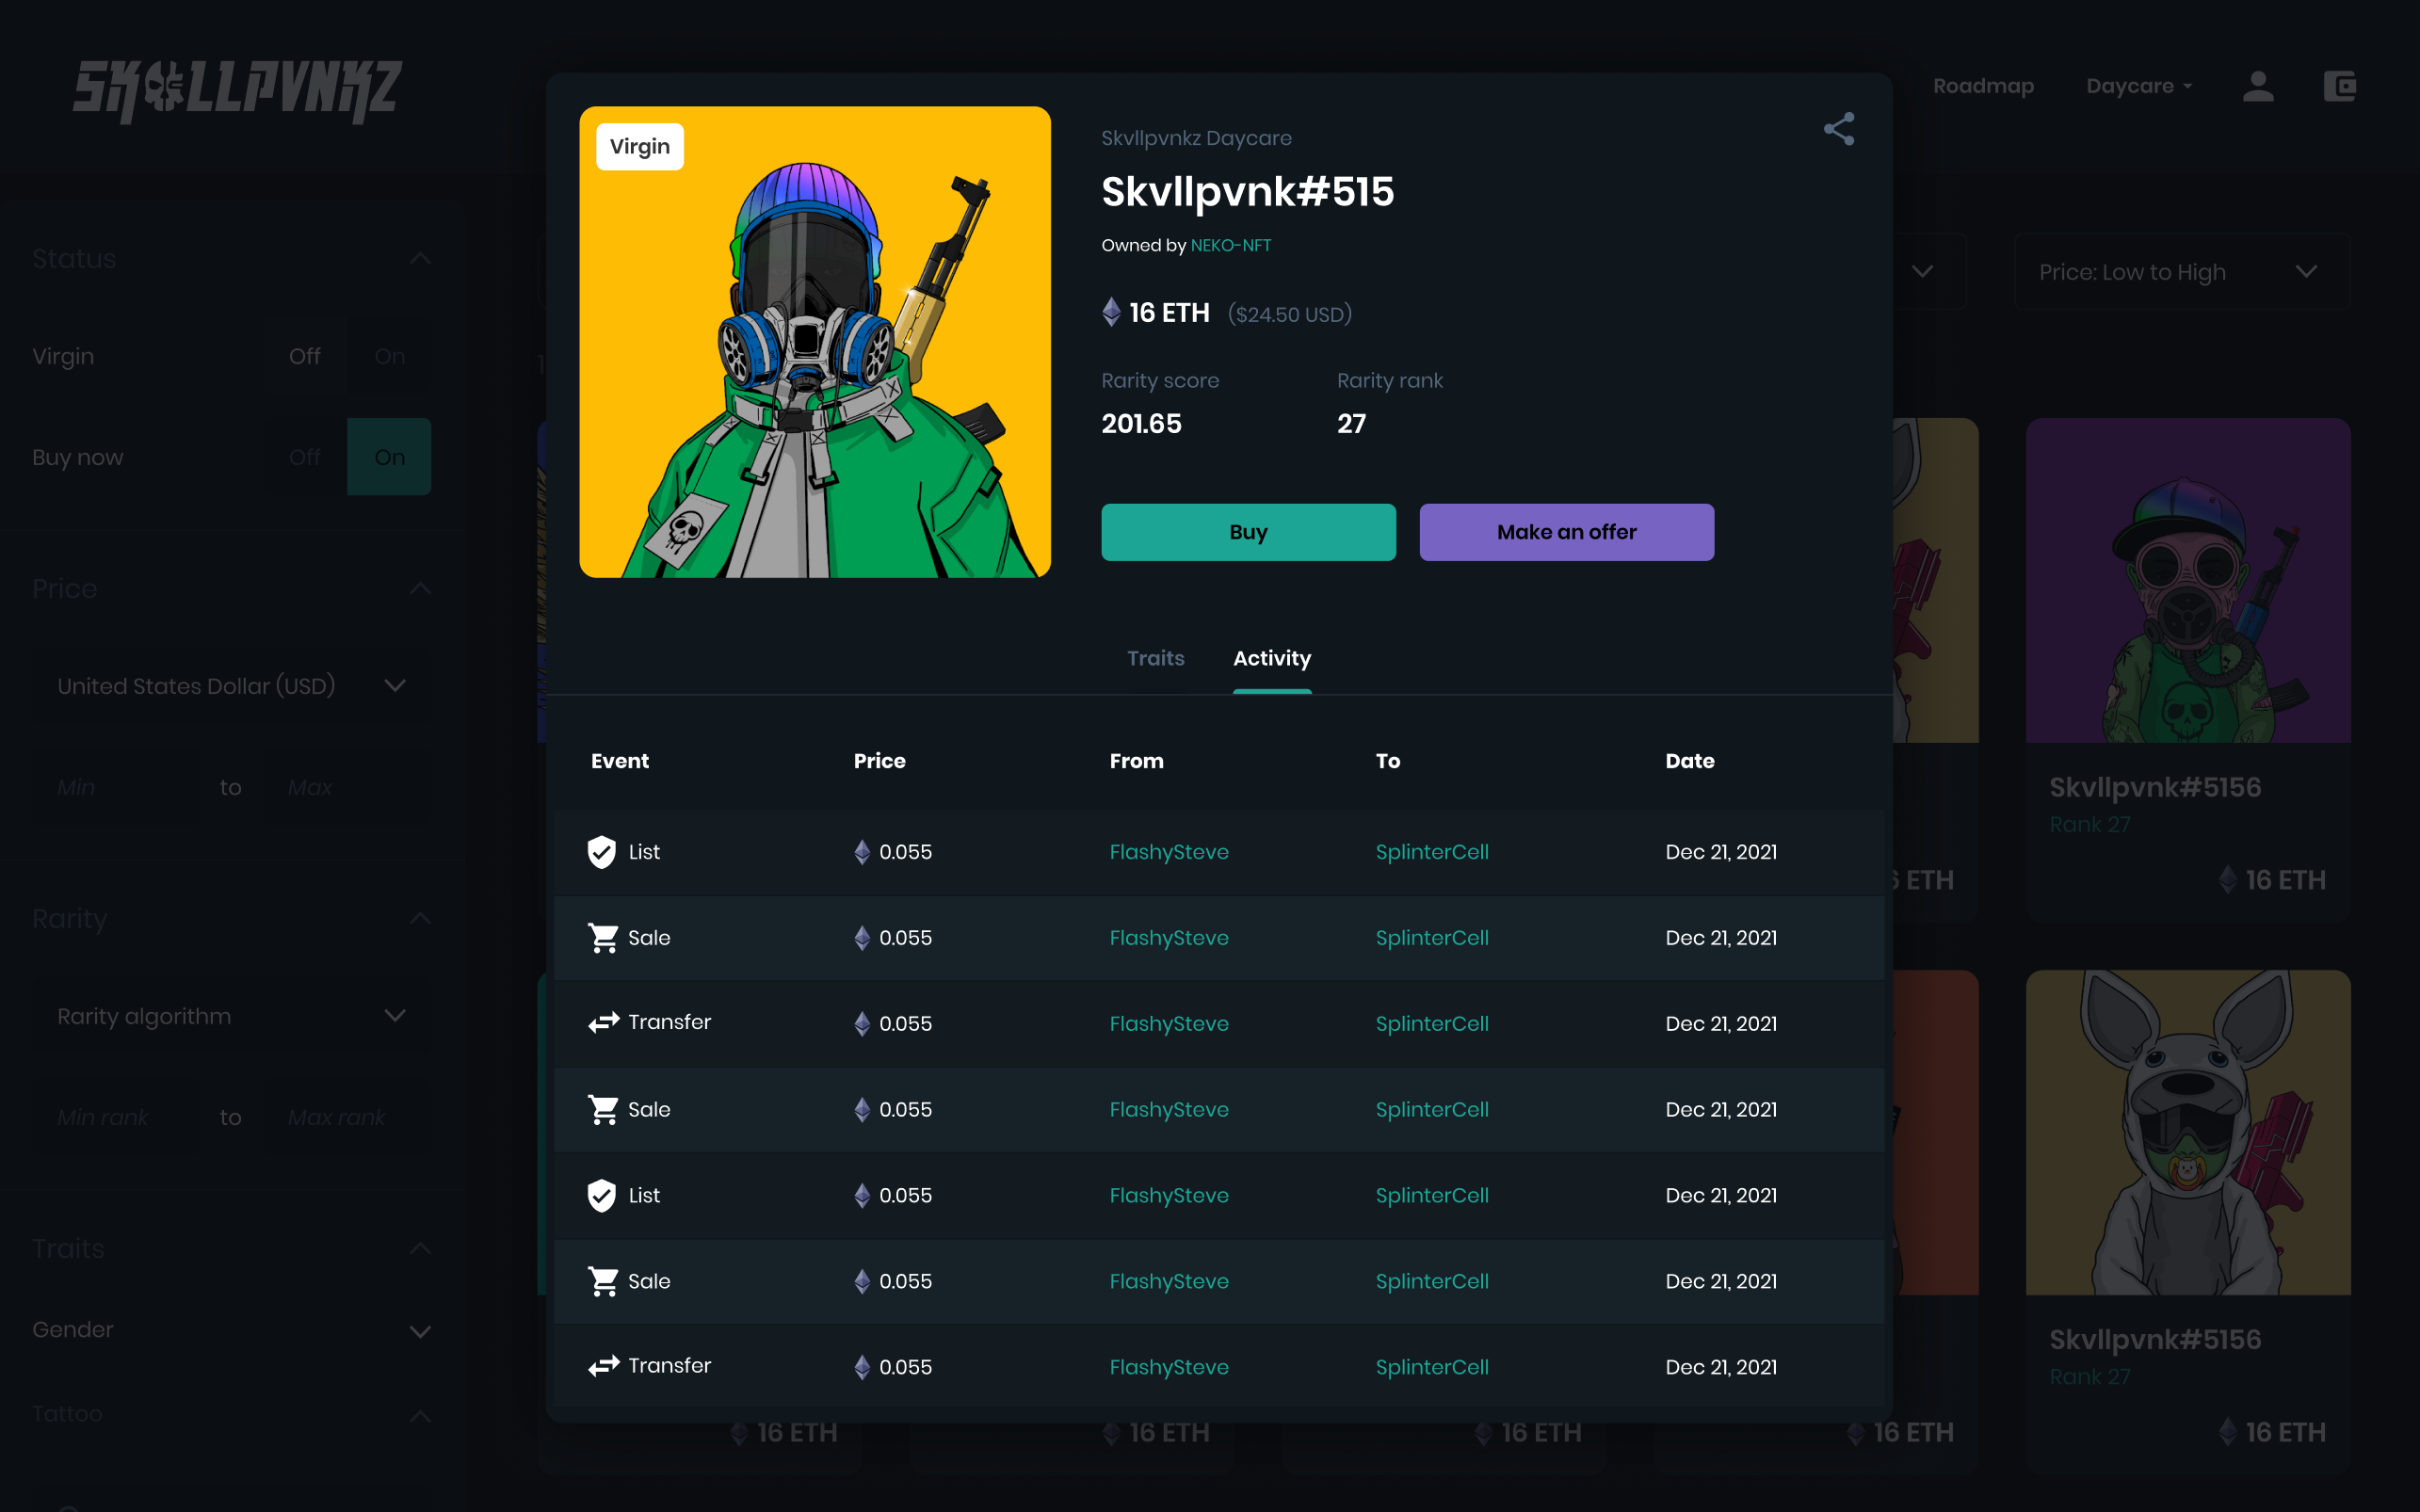 SKVLLPVNKZ
Roadmap
Daycare
Status
Virgin
Off
On
Buy now
Off
On
Price
United States Dollar (USD)
Min
to
Max
Rarity
Rarity algorithm
Min rank
to
Max rank
Traits
Gender
Tattoo
Price: Low to High
Virgin
Skvllpvnkz Daycare
Skvllpvnk#515
Owned by NEKO-NFT
16 ETH ($24.50 USD)
Rarity score
Rarity rank
201.65
27
Buy
Make an offer
Traits
Activity
Event Price From To Date
List 0.055 FlashySteve SplinterCell Dec 21, 2021
Sale 0.055 FlashySteve SplinterCell Dec 21, 2021
Transfer 0.055 FlashySteve SplinterCell Dec 21, 2021
Sale 0.055 FlashySteve SplinterCell Dec 21, 2021
List 0.055 FlashySteve SplinterCell Dec 21, 2021
Sale 0.055 FlashySteve SplinterCell Dec 21, 2021
Transfer 0.055 FlashySteve SplinterCell Dec 21, 2021
ETH
Skvllpvnk#5156
Rank 27
16 ETH
Skvllpvnk#5156
Rank 27
16 ETH
16 ETH
16 ETH
16 ETH
16 ETH